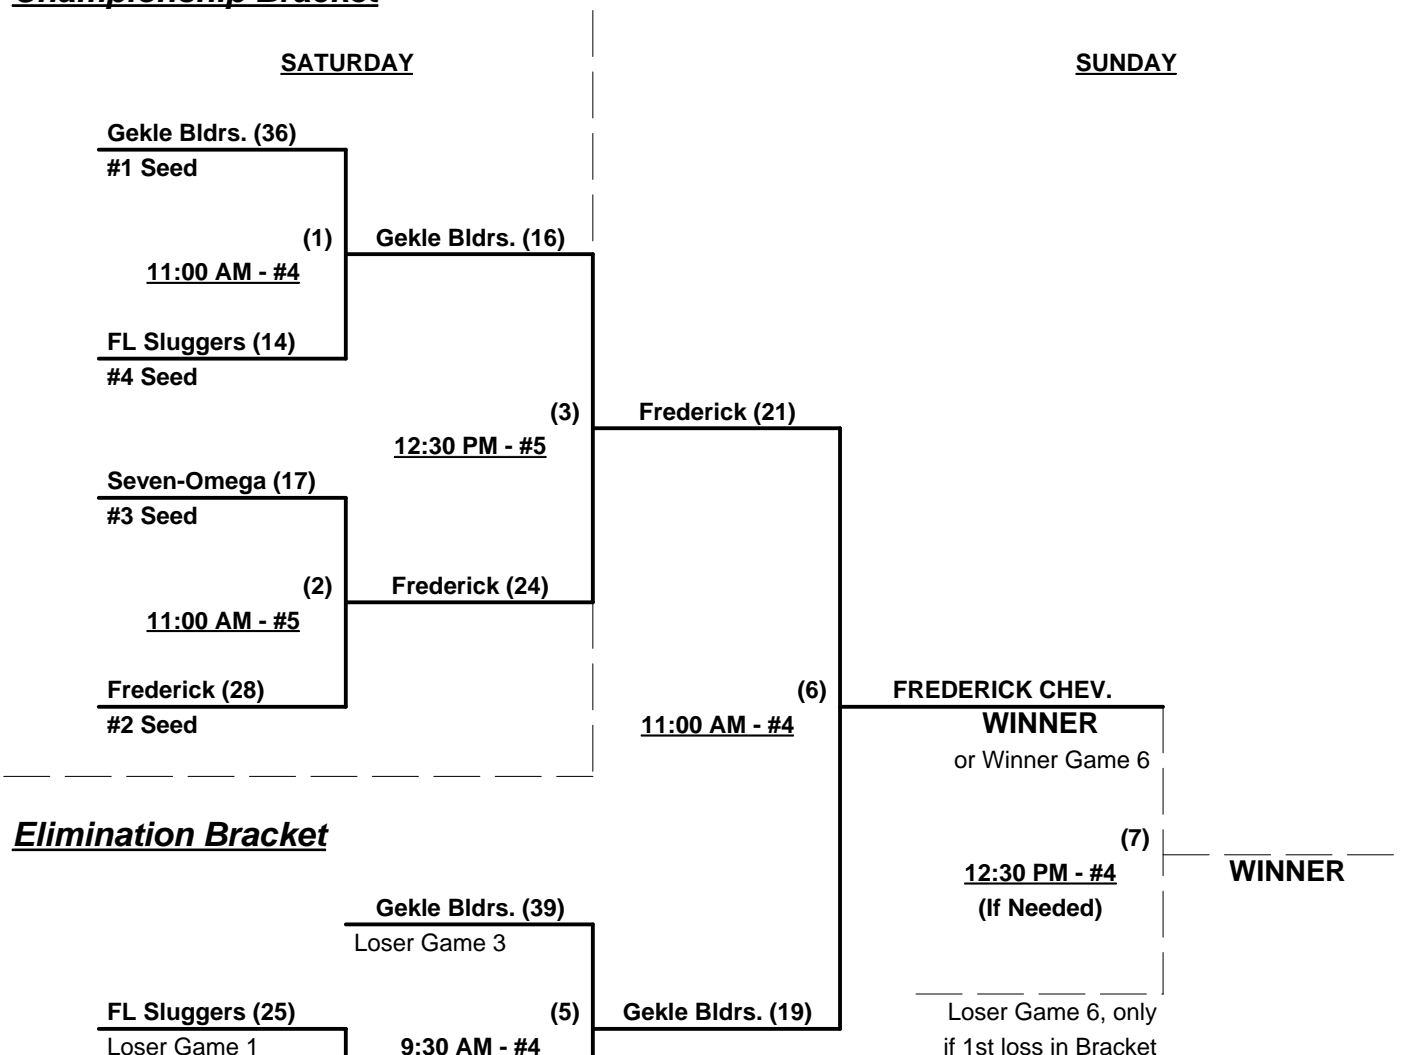 Championship Bracket
SATURDAY
SUNDAY
Gekle Bldrs. (36)
#1 Seed
(1)
Gekle Bldrs. (16)
11:00 AM - #4
FL Sluggers (14)
#4 Seed
(3)
Frederick (21)
12:30 PM - #5
Seven-Omega (17)
#3 Seed
(2)
Frederick (24)
11:00 AM - #5
Frederick (28)
#2 Seed
(6)
FREDERICK CHEV.
11:00 AM - #4
WINNER
or Winner Game 6
Elimination Bracket
(7)
12:30 PM - #4
WINNER
(If Needed)
Gekle Bldrs. (39)
Loser Game 3
FL Sluggers (25)
(5)
Gekle Bldrs. (19)
Loser Game 6, only
Loser Game 1
9:30 AM - #4
if 1st loss in Bracket